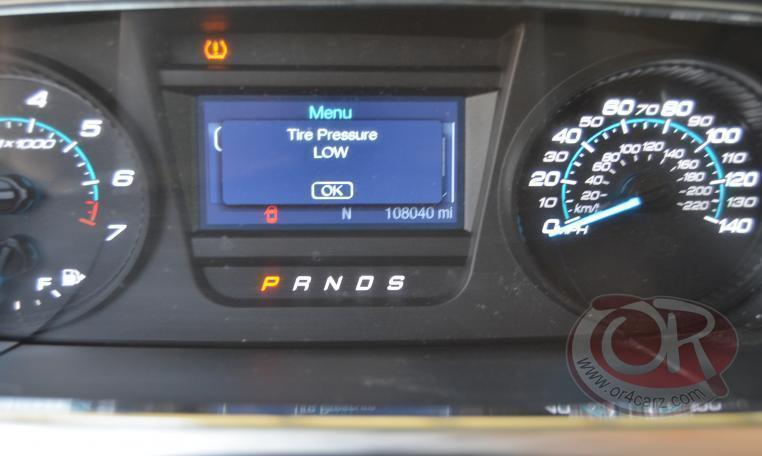 Menu
Tire Pressure
LOW
OK
N 108040 mi
P R N D S
4
5
6
7
x1000
F
0 10 20 30 40 50 60 70 80 90 100 110 120 130 140
MPH
20 40 60 80 100 120 140 160 180 200 220
km/h
OR
www.or4carz.com